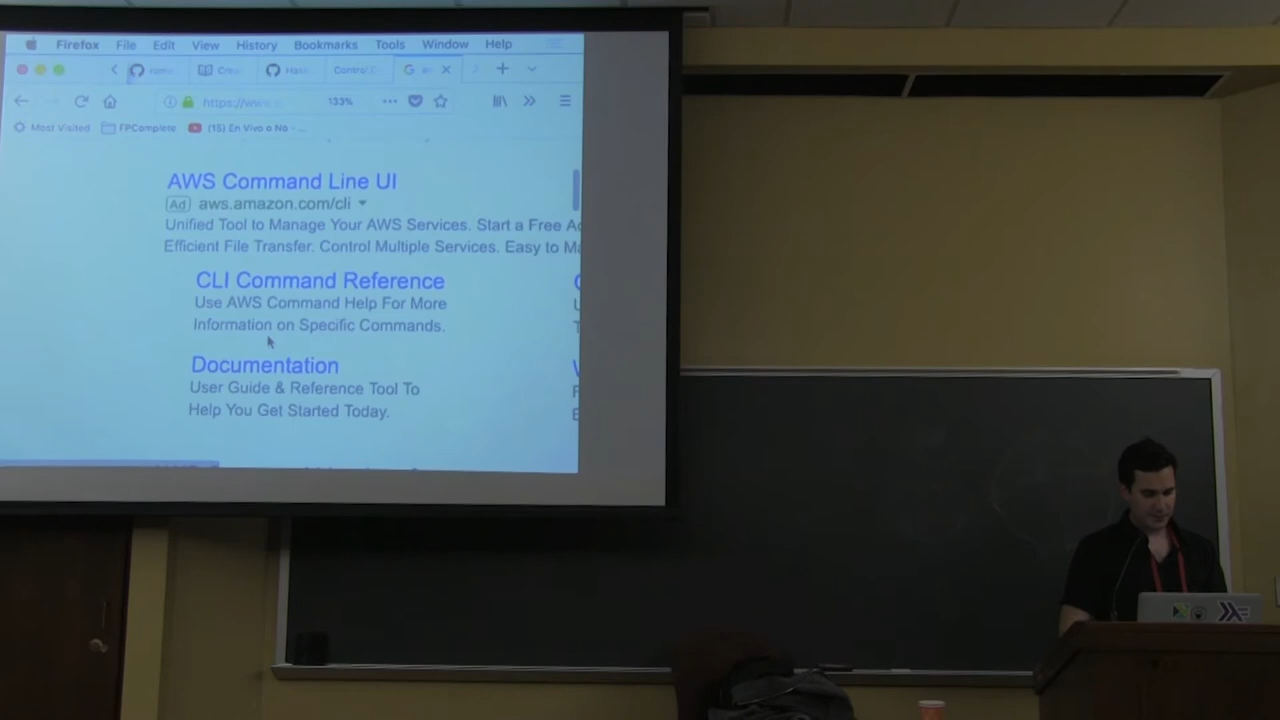 Firefox File Edit View History Bookmarks Tools Window Help
Control.
https://www. 133%
Most Visited FPComplete (15) En Vivo o No - ...
AWS Command Line UI
Ad aws.amazon.com/cli
Unified Tool to Manage Your AWS Services. Start a Free
Efficient File Transfer. Control Multiple Services. Easy to
CLI Command Reference
Use AWS Command Help For More
Information on Specific Commands.
Documentation
User Guide & Reference Tool To
Help You Get Started Today.